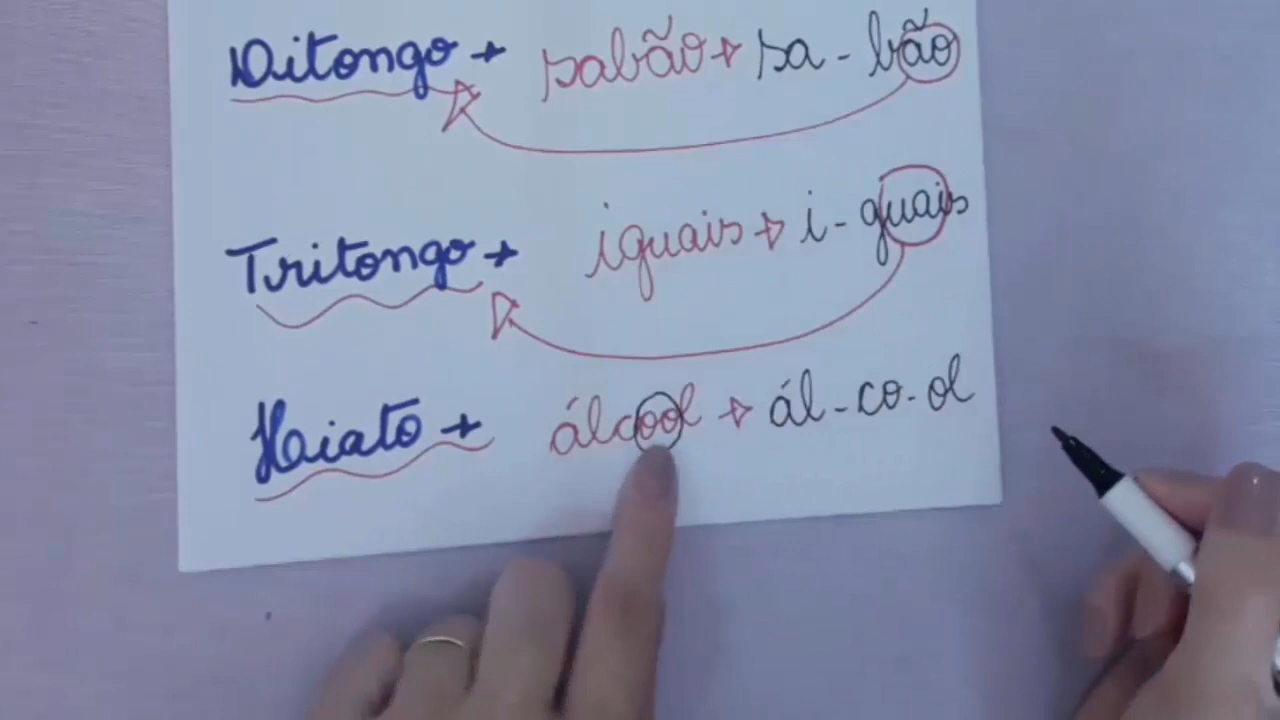 Ditongo → sabão → sa - bão
Tritongo → iguais → i - guais
Hiato → álcool → ál - co - ol